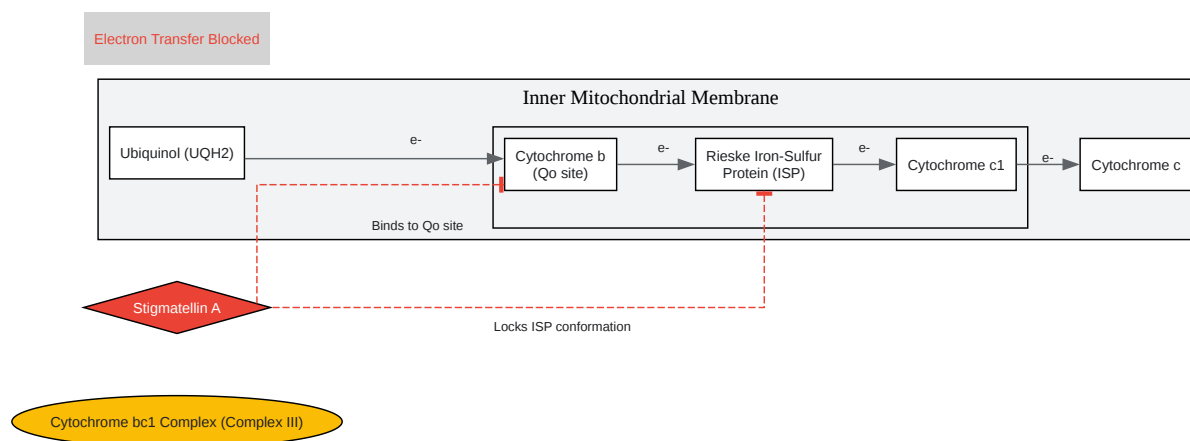 Electron Transfer Blocked
Inner Mitochondrial Membrane
Ubiquinol (UQH2)
e-
Cytochrome b
(Qo site)
e-
Rieske Iron-Sulfur
Protein (ISP)
e-
Cytochrome c1
e-
Cytochrome c
Binds to Qo site
Stigmatellin A
Locks ISP conformation
Cytochrome bc1 Complex (Complex III)